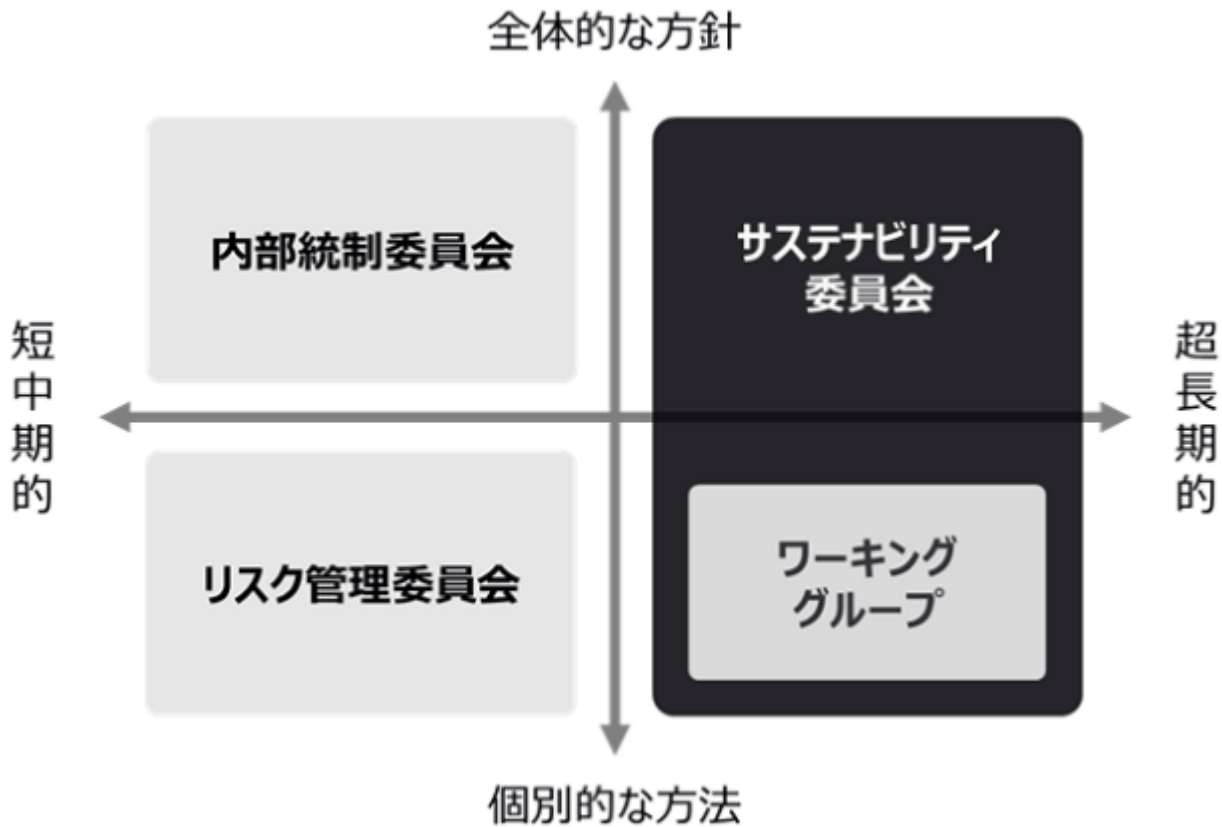 全体的な方針
内部統制委員会
サステナビリティ
委員会
短中期的
超長期的
リスク管理委員会
ワーキング
グループ
個別的な方法